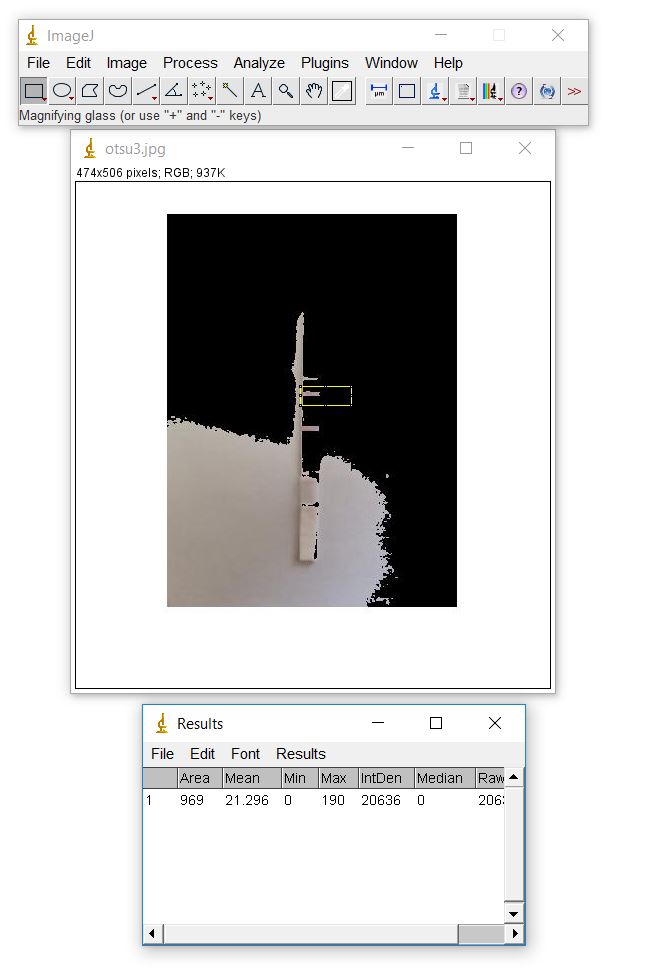 ImageJ
File Edit Image Process Analyze Plugins Window Help
A μm ? >>
Magnifying glass (or use "+" and "-" keys)
otsu3.jpg
474x506 pixels; RGB; 937K
Results
File Edit Font Results
Area Mean Min Max IntDen Median Raw
1 969 21.296 0 190 20636 0 2063